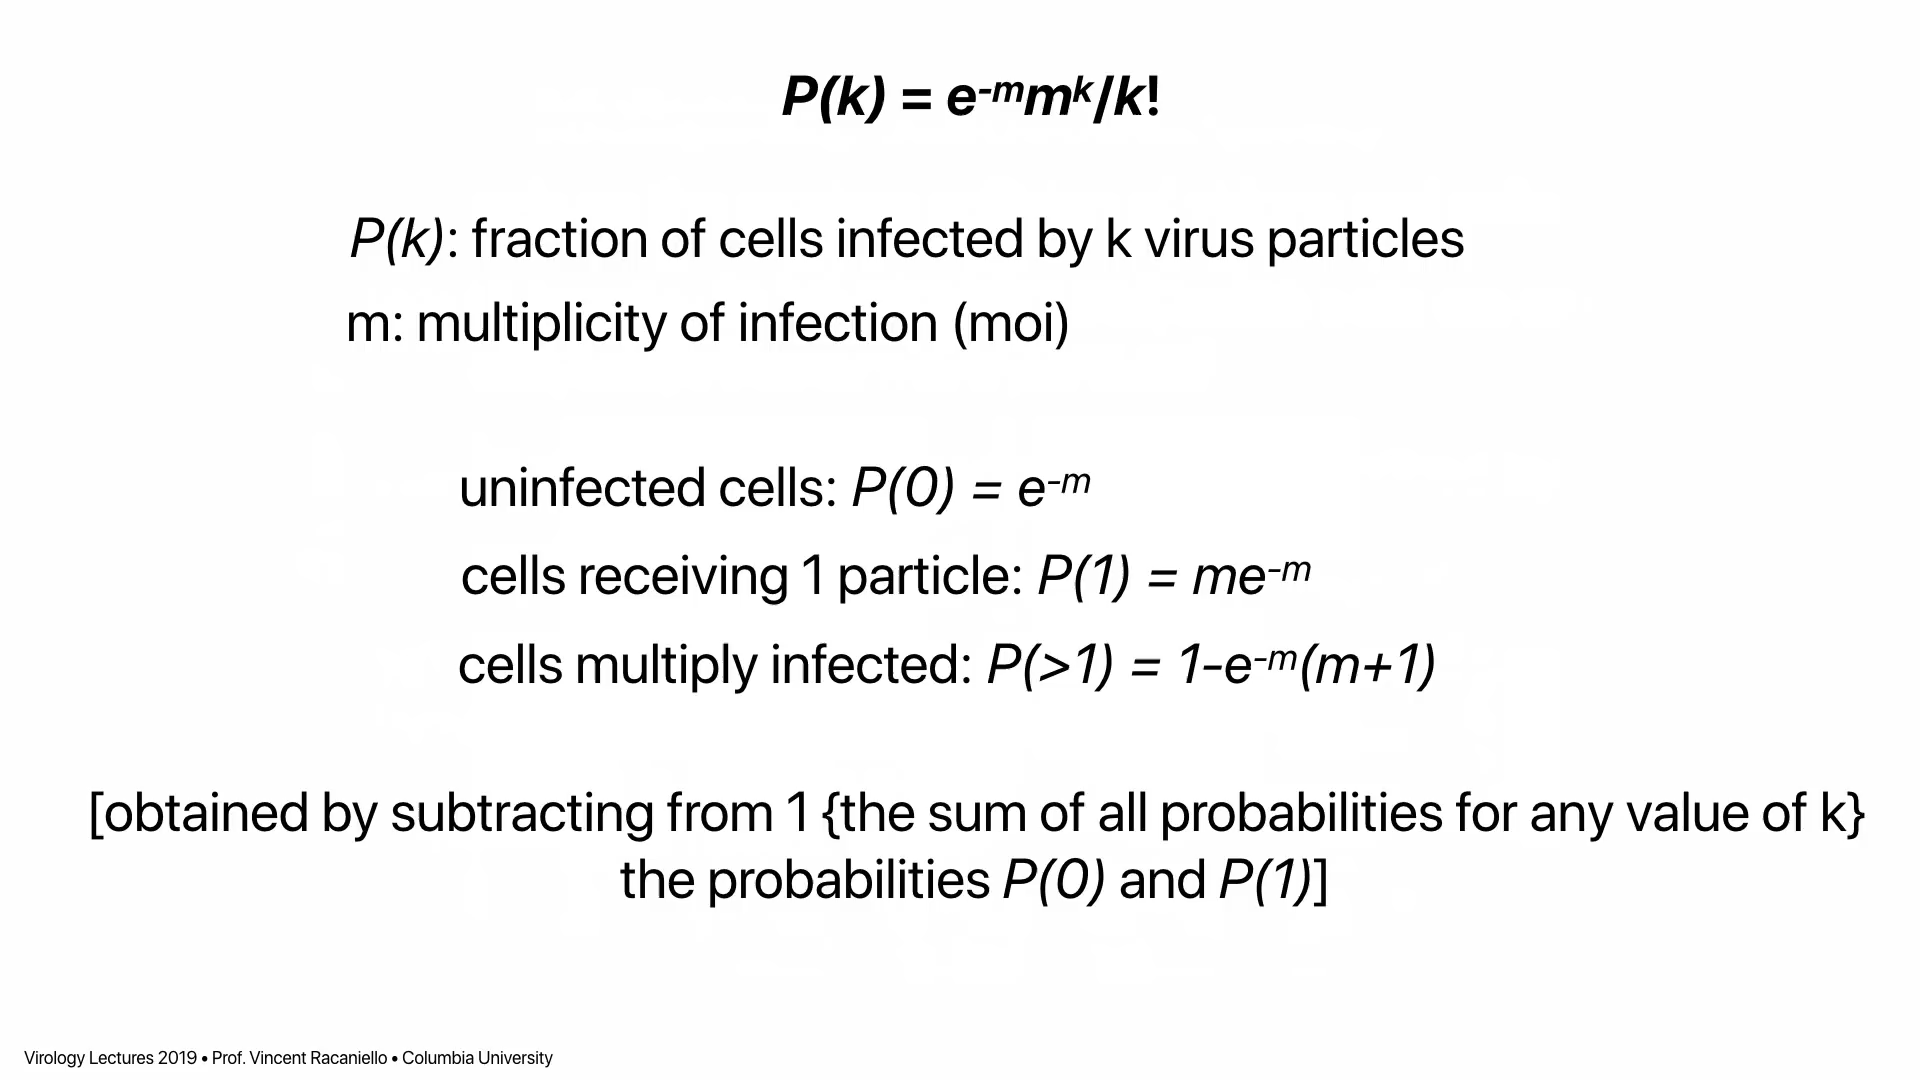 P(k) = e⁻ᵐmᵏ/k!
P(k): fraction of cells infected by k virus particles
m: multiplicity of infection (moi)
uninfected cells: P(0) = e⁻ᵐ
cells receiving 1 particle: P(1) = me⁻ᵐ
cells multiply infected: P(>1) = 1-e⁻ᵐ(m+1)
[obtained by subtracting from 1 {the sum of all probabilities for any value of k}
the probabilities P(0) and P(1)]
Virology Lectures 2019 • Prof. Vincent Racaniello • Columbia University